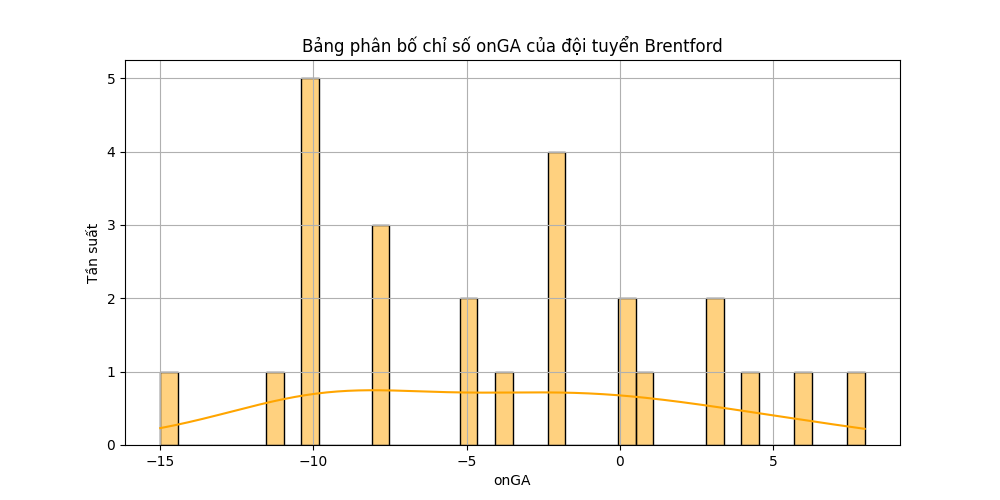 Bảng phân bố chỉ số onGA của đội tuyển Brentford
Tần suất
5
4
3
2
1
0
−15 −10 −5 0 5
onGA